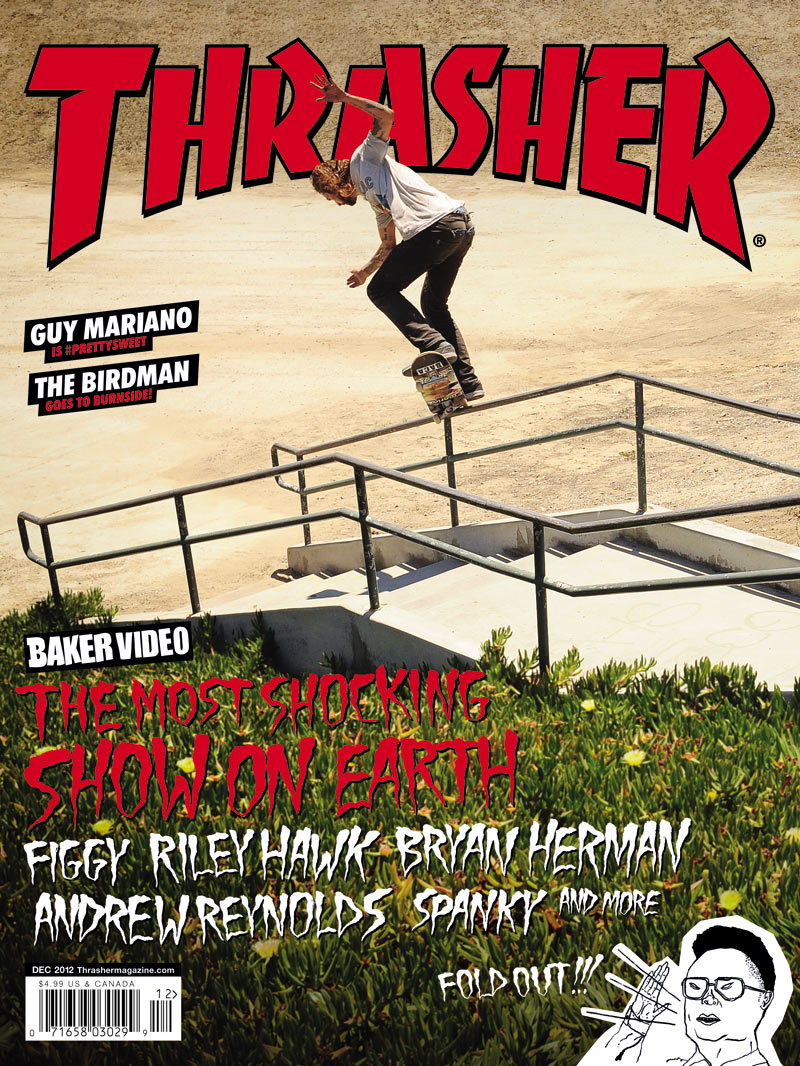 THRASHER
®
GUY MARIANO
IS #PRETTYSWEET
THE BIRDMAN
GOES TO BURNSIDE!
BAKER VIDEO
THE MOST SHOCKING
SHOW ON EARTH
FIGGY RILEY HAWK BRYAN HERMAN
ANDREW REYNOLDS SPANKY AND MORE
FOLD OUT!!!
DEC 2012 Thrashermagazine.com
$4.99 US & CANADA
12>
0 71658 03029 9